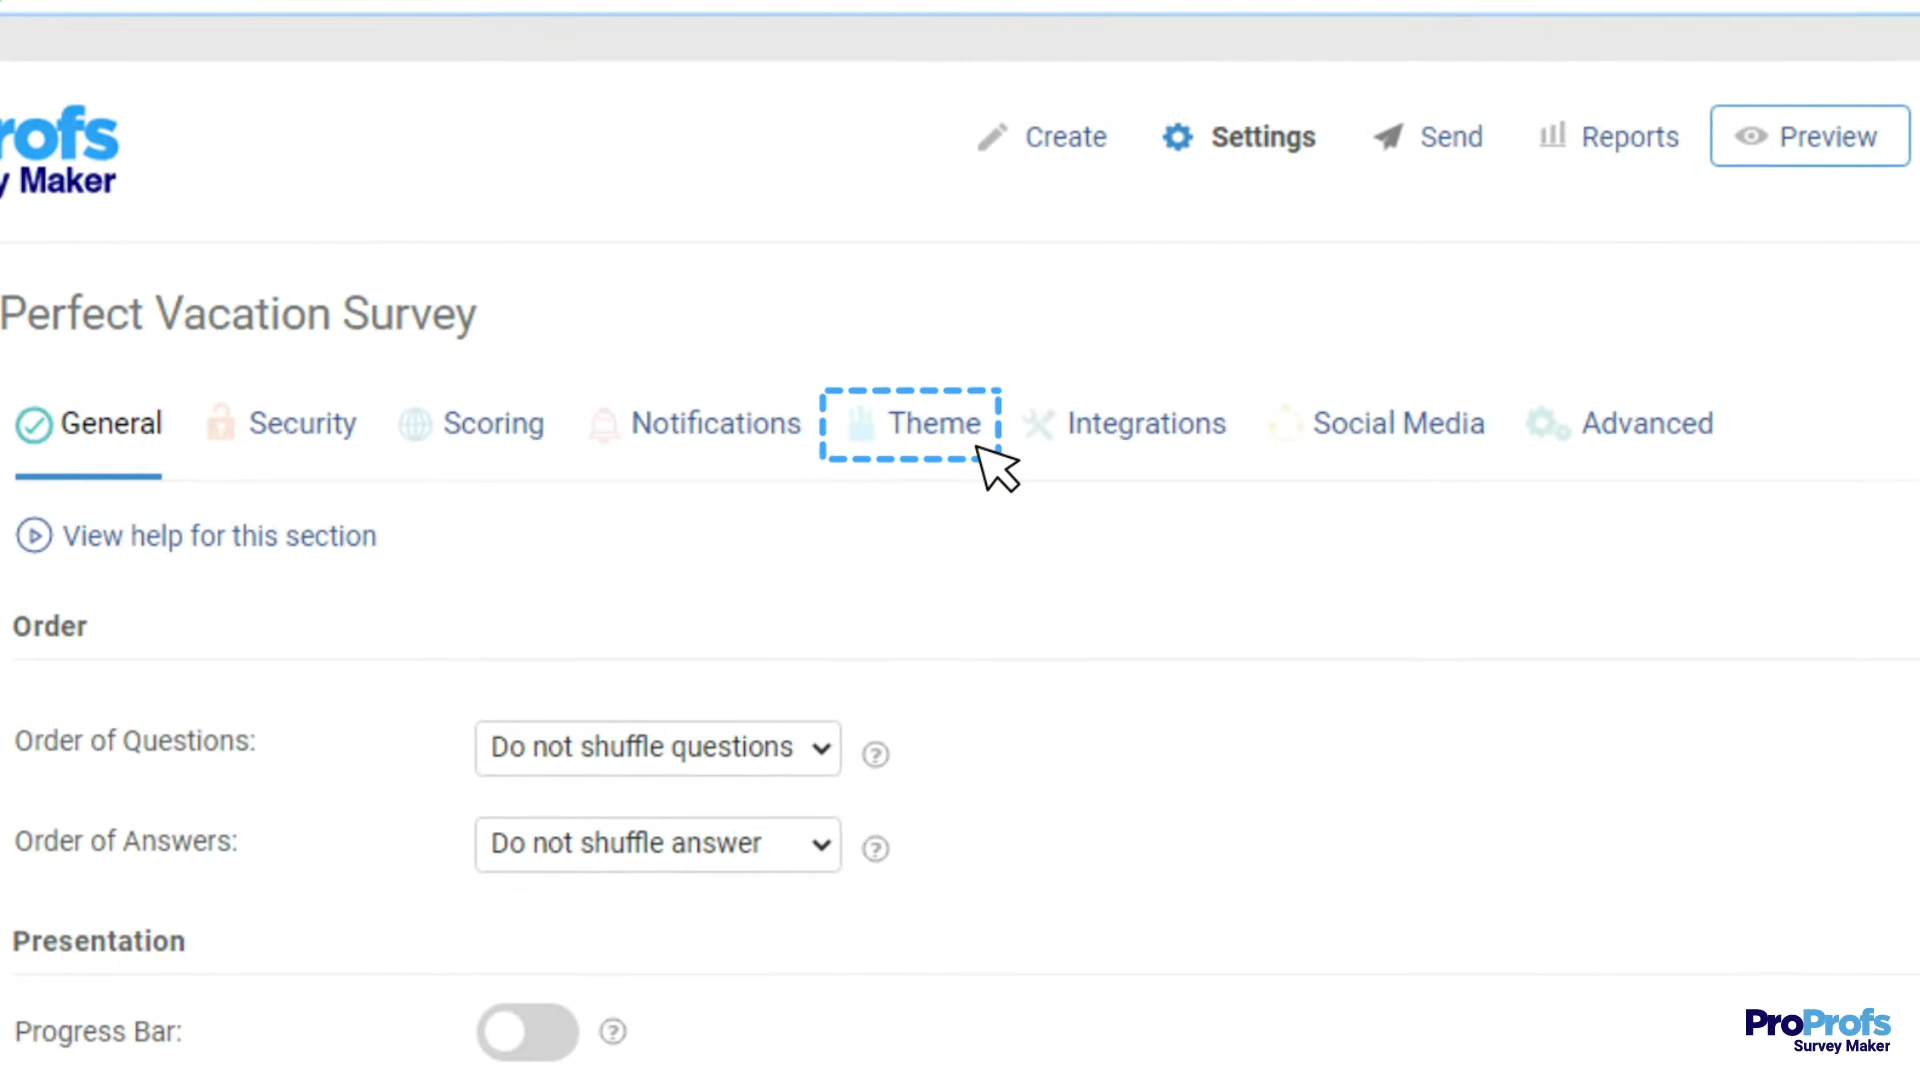 rofs
y Maker
Create
Settings
Send
Reports
Preview
Perfect Vacation Survey
General
Security
Scoring
Notifications
Theme
Integrations
Social Media
Advanced
View help for this section
Order
Order of Questions:
Do not shuffle questions
?
Order of Answers:
Do not shuffle answer
?
Presentation
Progress Bar:
?
ProProfs
Survey Maker